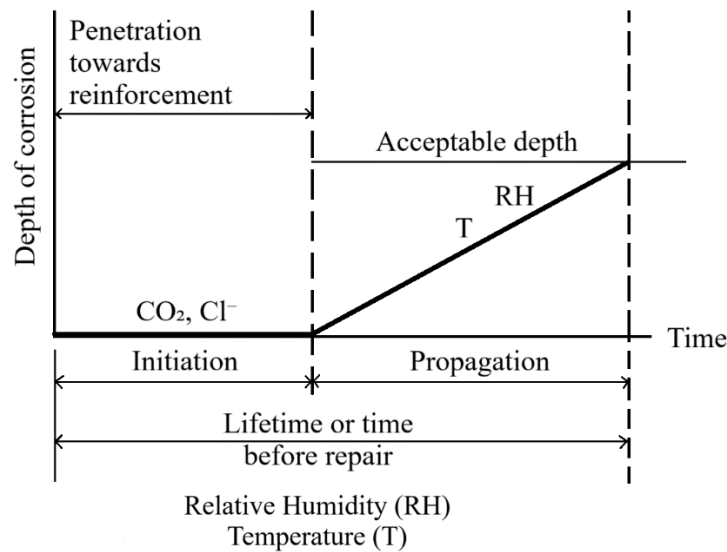 Penetration
towards
reinforcement
Depth of corrosion
Acceptable depth
RH
T
CO₂, Cl⁻
Time
Initiation
Propagation
Lifetime or time
before repair
Relative Humidity (RH)
Temperature (T)